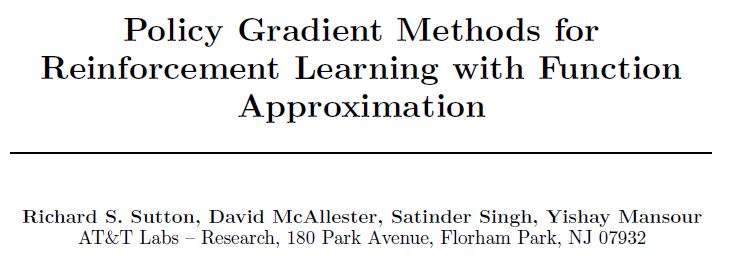 Policy Gradient Methods for
Reinforcement Learning with Function
Approximation
Richard S. Sutton, David McAllester, Satinder Singh, Yishay Mansour
AT&T Labs – Research, 180 Park Avenue, Florham Park, NJ 07932